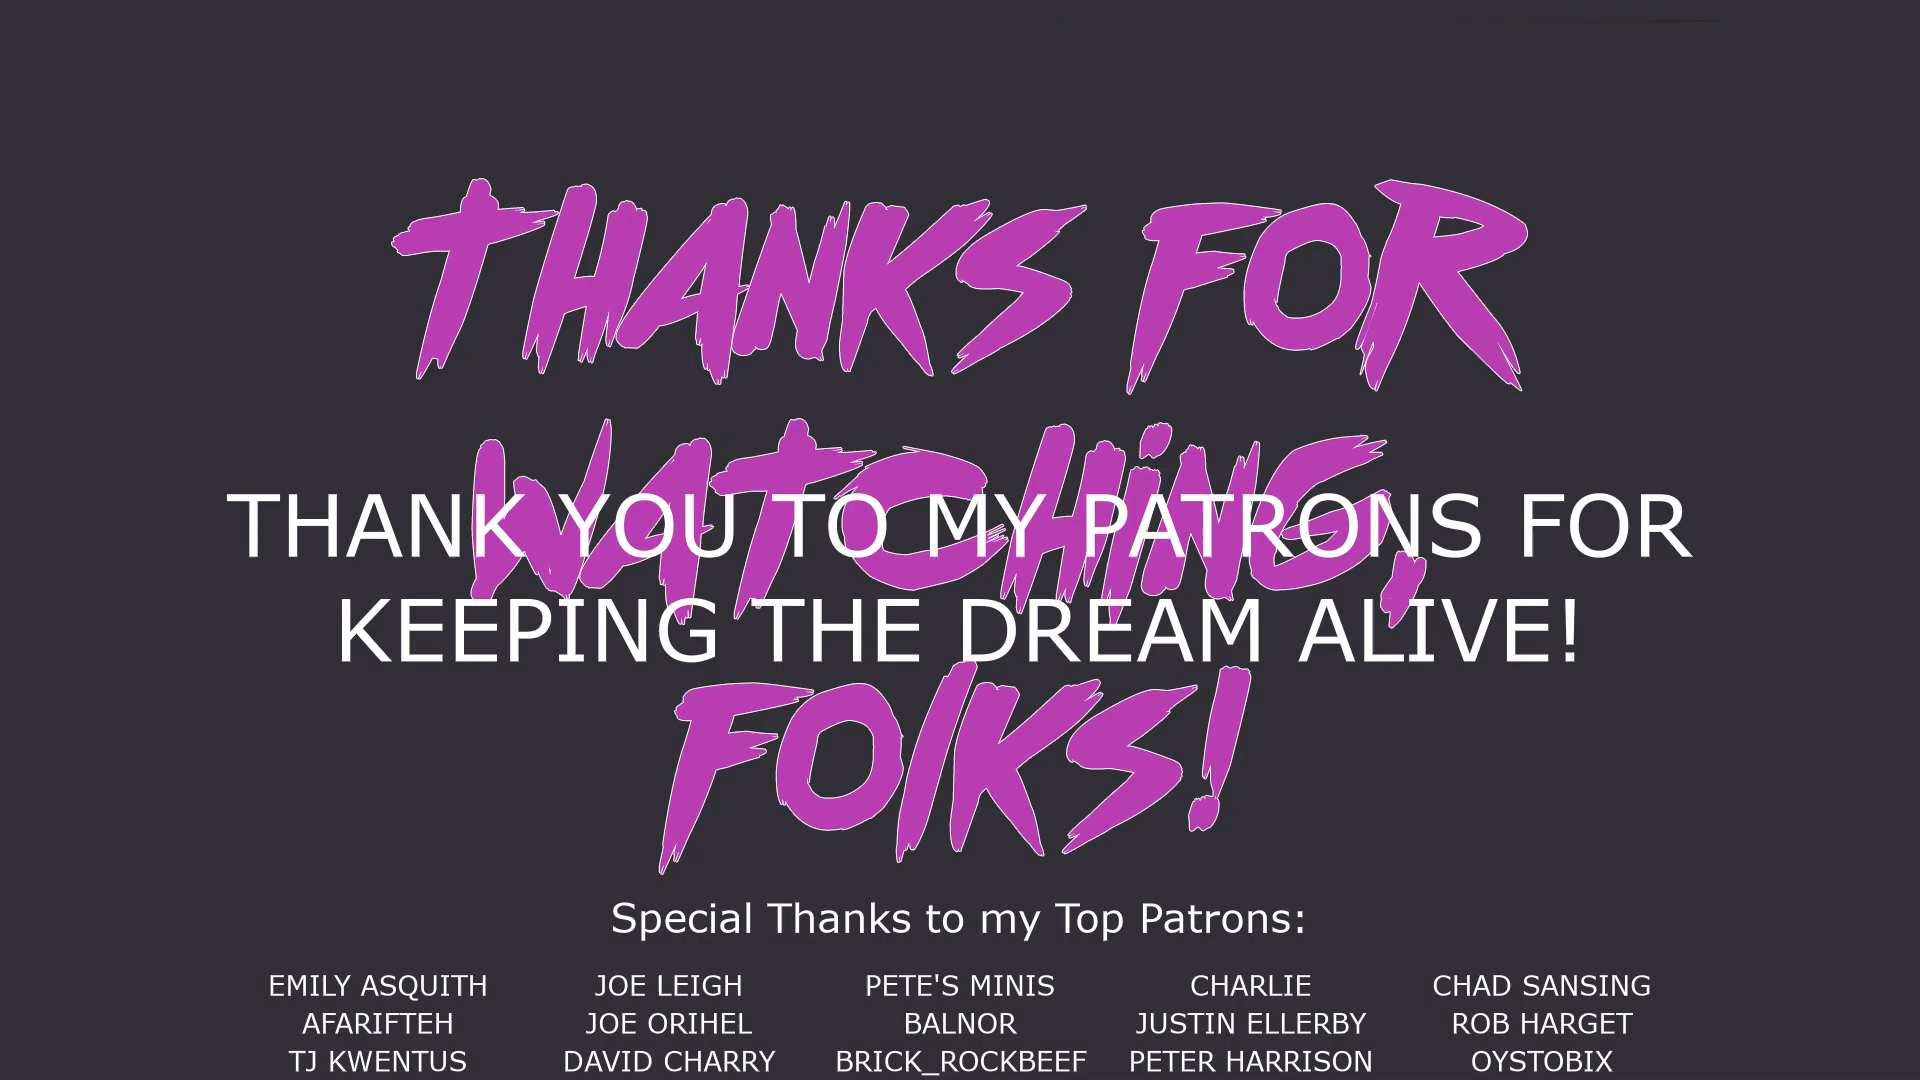 THANKS FOR
WATCHING,
THANK YOU TO MY PATRONS FOR
KEEPING THE DREAM ALIVE!
FOLKS!
Special Thanks to my Top Patrons:
EMILY ASQUITH JOE LEIGH PETE'S MINIS CHARLIE CHAD SANSING
AFARIFTEH JOE ORIHEL BALNOR JUSTIN ELLERBY ROB HARGET
TJ KWENTUS DAVID CHARRY BRICK_ROCKBEEF PETER HARRISON OYSTOBIX